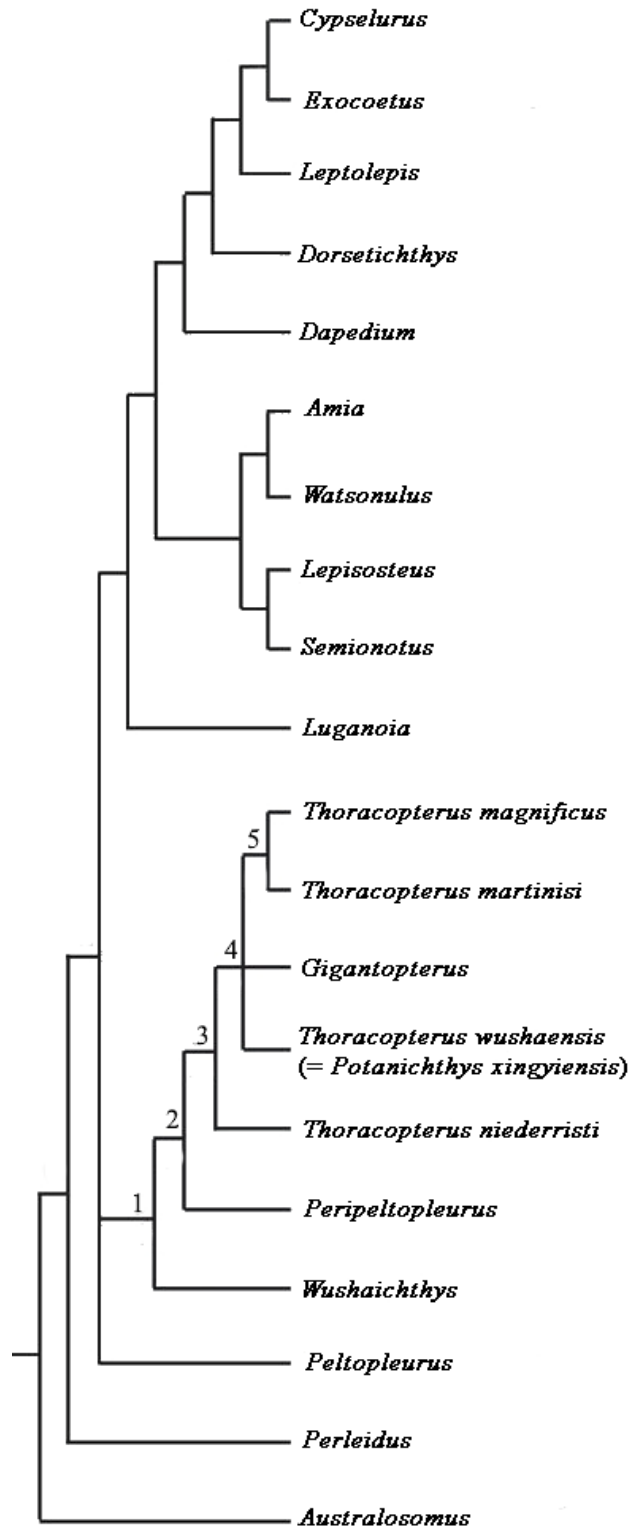 Cypselurus
Exocoetus
Leptolepis
Dorsetichthys
Dapedium
Amia
Watsonulus
Lepisosteus
Semionotus
Luganoia
5
Thoracopterus magnificus
Thoracopterus martinisi
4
Gigantopterus
3
Thoracopterus wushaensis
(= Potanichthys xingyiensis)
2
Thoracopterus niederristi
1
Peripeltopleurus
Wushaichthys
Peltopleurus
Perleidus
Australosomus